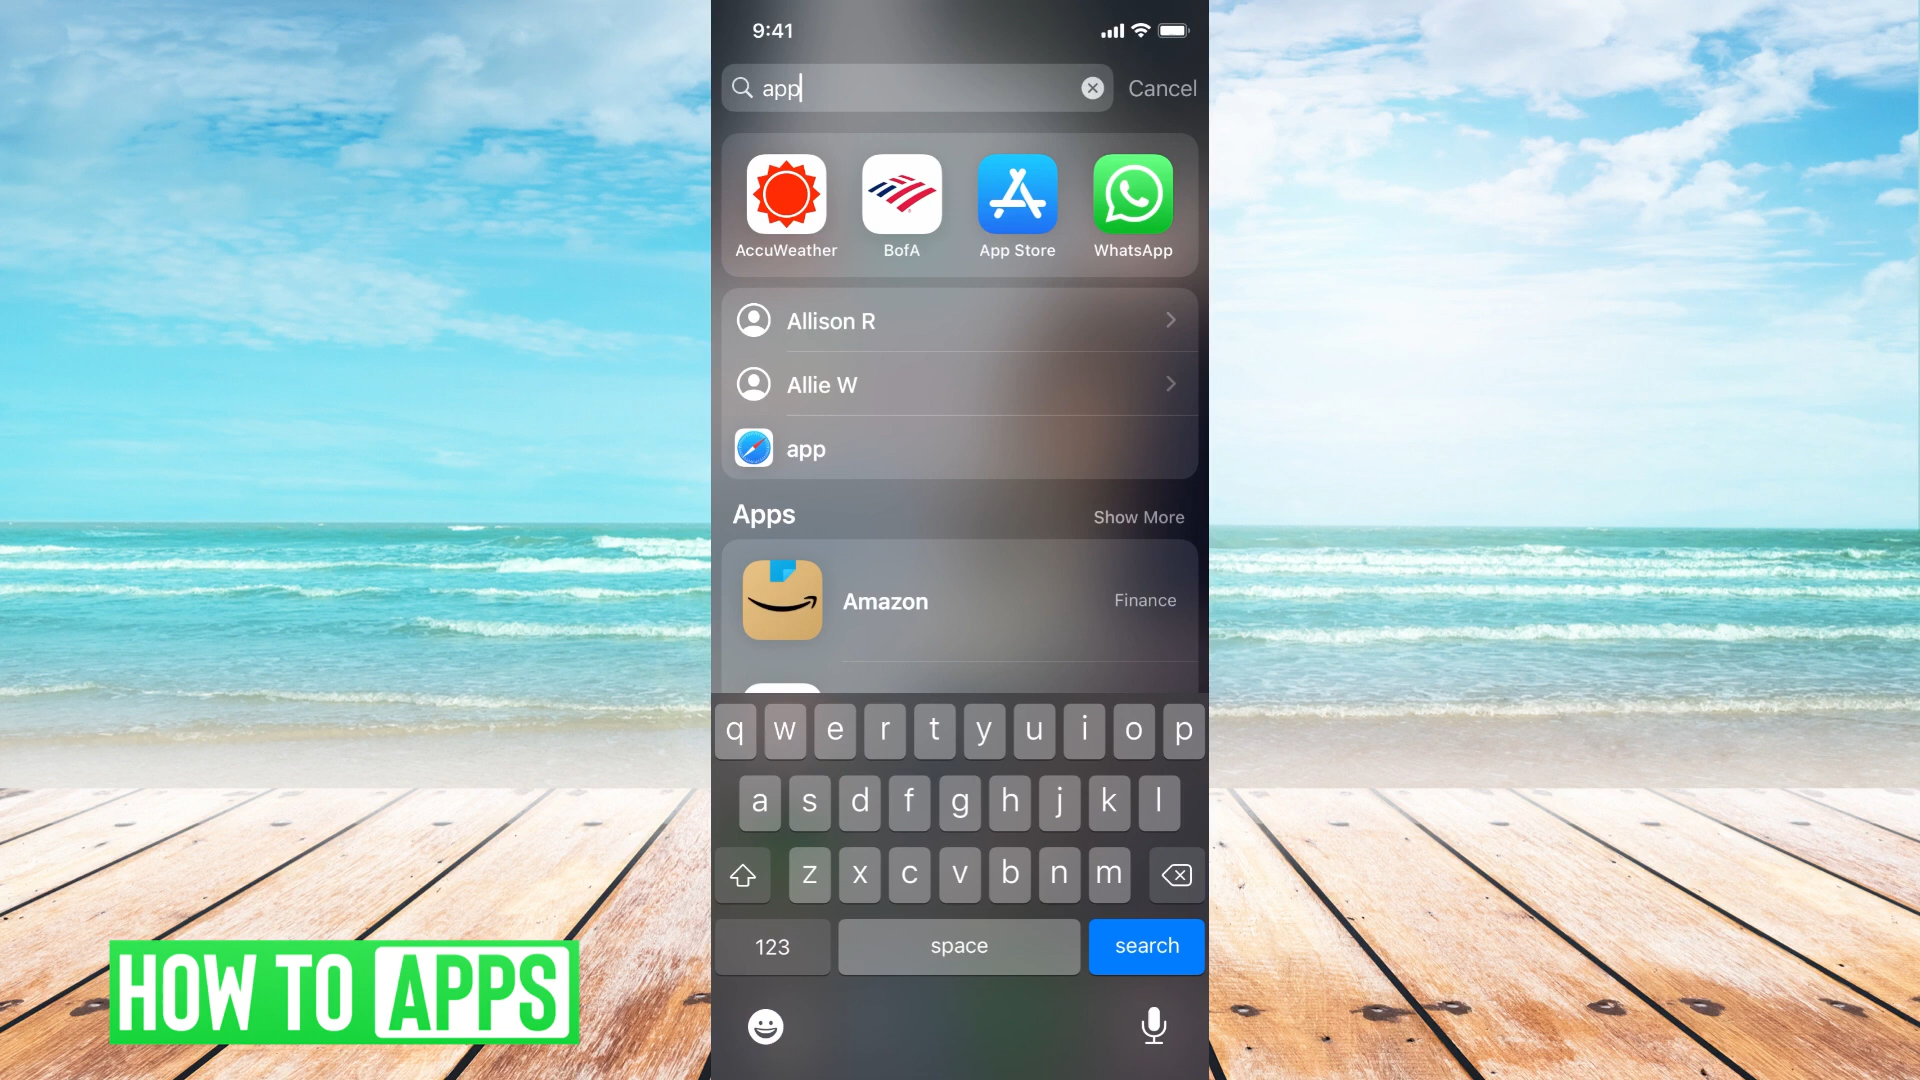 9:41
app
Cancel
AccuWeather
BofA
App Store
WhatsApp
Allison R
Allie W
app
Apps
Show More
Amazon
Finance
q w e r t y u i o p
a s d f g h j k l
z x c v b n m
123
space
search
HOW TO APPS